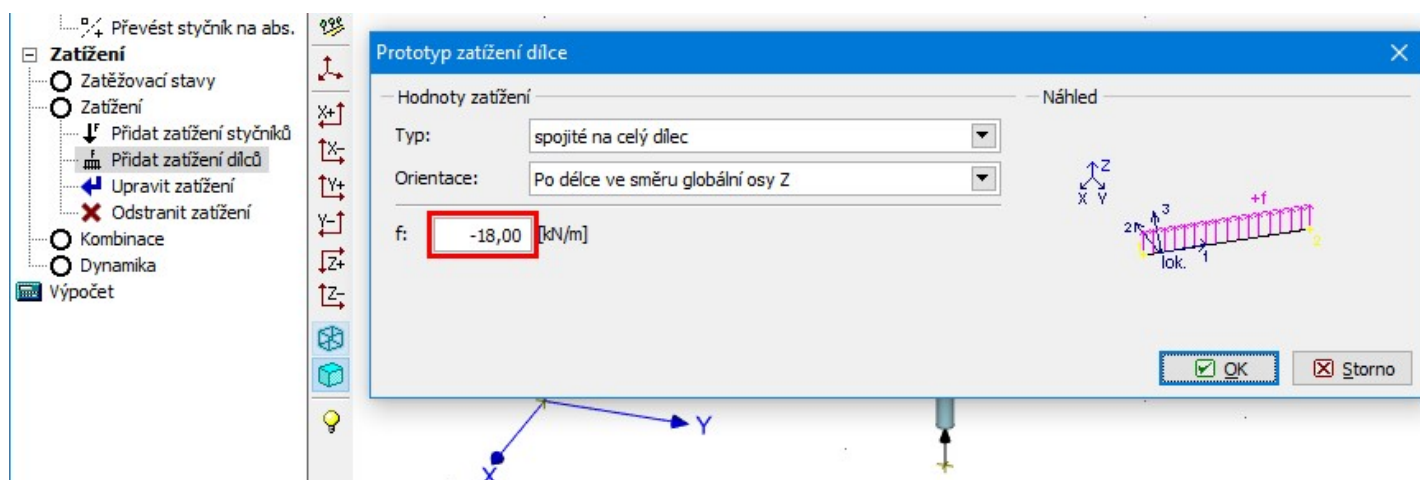 Převést styčník na abs.
Zatížení
Zatěžovací stavy
Zatížení
Přidat zatížení styčníků
Přidat zatížení dílců
Upravit zatížení
Odstranit zatížení
Kombinace
Dynamika
Výpočet
X+
X-
Y+
Y-
Z+
Z-
Prototyp zatížení dílce
Hodnoty zatížení
Typ: spojité na celý dílec
Orientace: Po délce ve směru globální osy Z
f: -18,00 [kN/m]
Náhled
Z
X Y
+f
3
2
1
lok.
1
2
OK Storno
Y
X